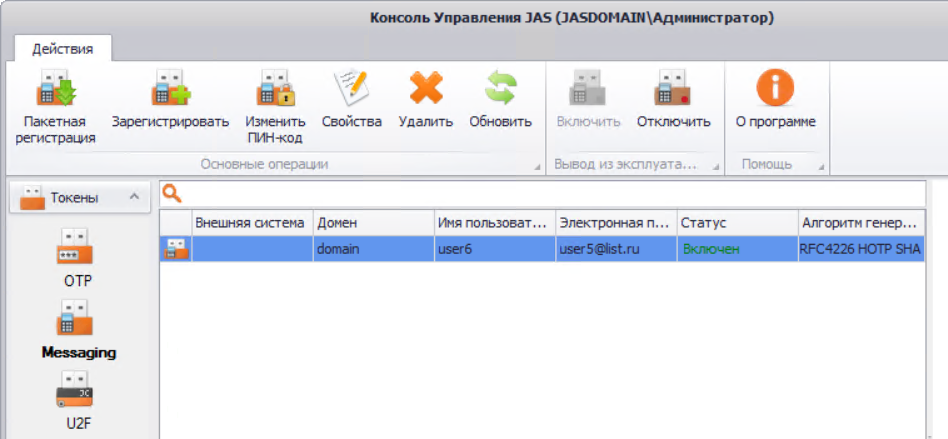 Консоль Управления JAS (JASDOMAIN\Администратор)
Действия
Пакетная регистрация
Зарегистрировать
Изменить ПИН-код
Свойства
Удалить
Обновить
Включить
Отключить
О программе
Основные операции
Вывод из эксплуата...
Помощь
Токены
OTP
Messaging
U2F
Внешняя система Домен Имя пользоват... Электронная п... Статус Алгоритм генер...
domain user6 user5@list.ru Включен RFC4226 HOTP SHA